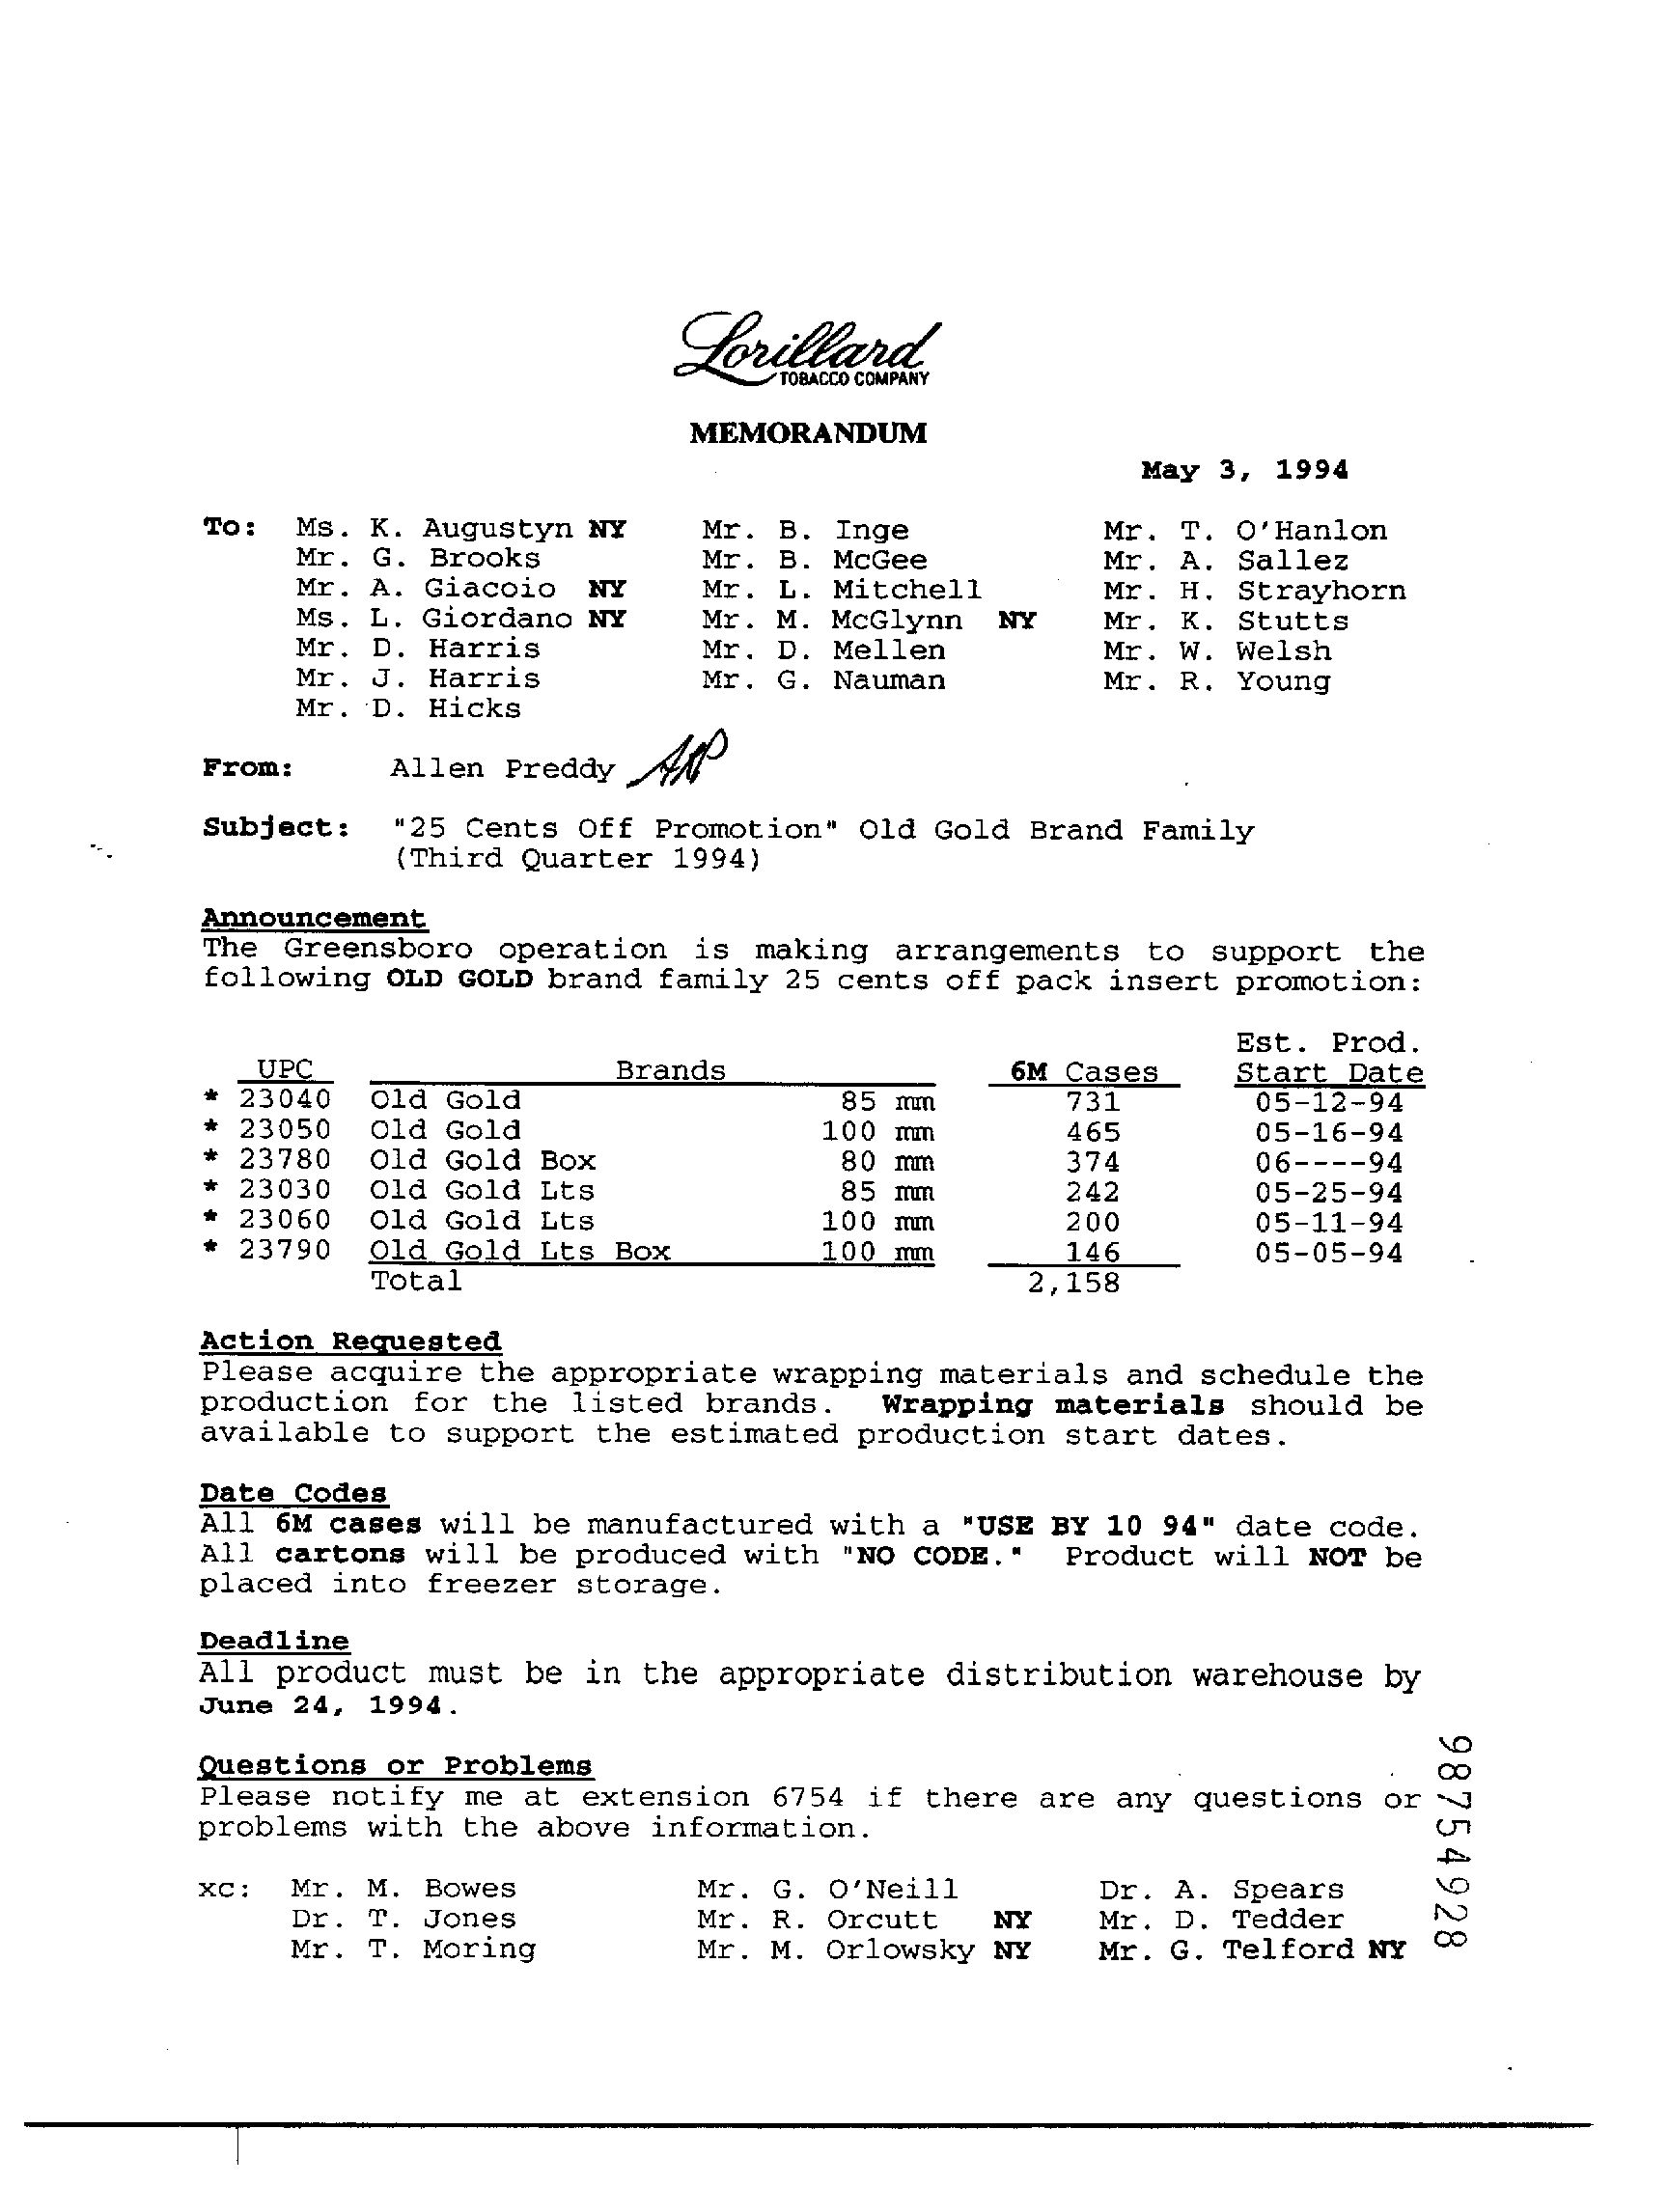 Lorillard
TOBACCO COMPANY
MEMORANDUM
May 3, 1994
To: Ms. K. Augustyn NY Mr. B. Inge Mr. T. O'Hanlon
Mr. G. Brooks Mr. B. McGee Mr. A. Sallez
Mr. A. Giacoio NY Mr. L. Mitchell Mr. H. Strayhorn
Ms. L. Giordano NY Mr. M. McGlynn NY Mr. K. Stutts
Mr. D. Harris Mr. D. Mellen Mr. W. Welsh
Mr. J. Harris Mr. G. Nauman Mr. R. Young
Mr. D. Hicks
From: Allen Preddy
Subject: "25 Cents Off Promotion" Old Gold Brand Family
(Third Quarter 1994)
Announcement
The Greensboro operation is making arrangements to support the
following OLD GOLD brand family 25 cents off pack insert promotion:
Est. Prod.
UPC Brands 6M Cases Start Date
* 23040 Old Gold 85 mm 731 05-12-94
* 23050 Old Gold 100 mm 465 05-16-94
* 23780 Old Gold Box 80 mm 374 06----94
* 23030 Old Gold Lts 85 mm 242 05-25-94
* 23060 Old Gold Lts 100 mm 200 05-11-94
* 23790 Old Gold Lts Box 100 mm 146 05-05-94
Total 2,158
Action Requested
Please acquire the appropriate wrapping materials and schedule the
production for the listed brands. Wrapping materials should be
available to support the estimated production start dates.
Date Codes
All 6M cases will be manufactured with a "USE BY 10 94" date code.
All cartons will be produced with "NO CODE." Product will NOT be
placed into freezer storage.
Deadline
All product must be in the appropriate distribution warehouse by
June 24, 1994.
Questions or Problems
Please notify me at extension 6754 if there are any questions or
problems with the above information.
xc: Mr. M. Bowes Mr. G. O'Neill Dr. A. Spears
Dr. T. Jones Mr. R. Orcutt NY Mr. D. Tedder
Mr. T. Moring Mr. M. Orlowsky NY Mr. G. Telford NY
98754928